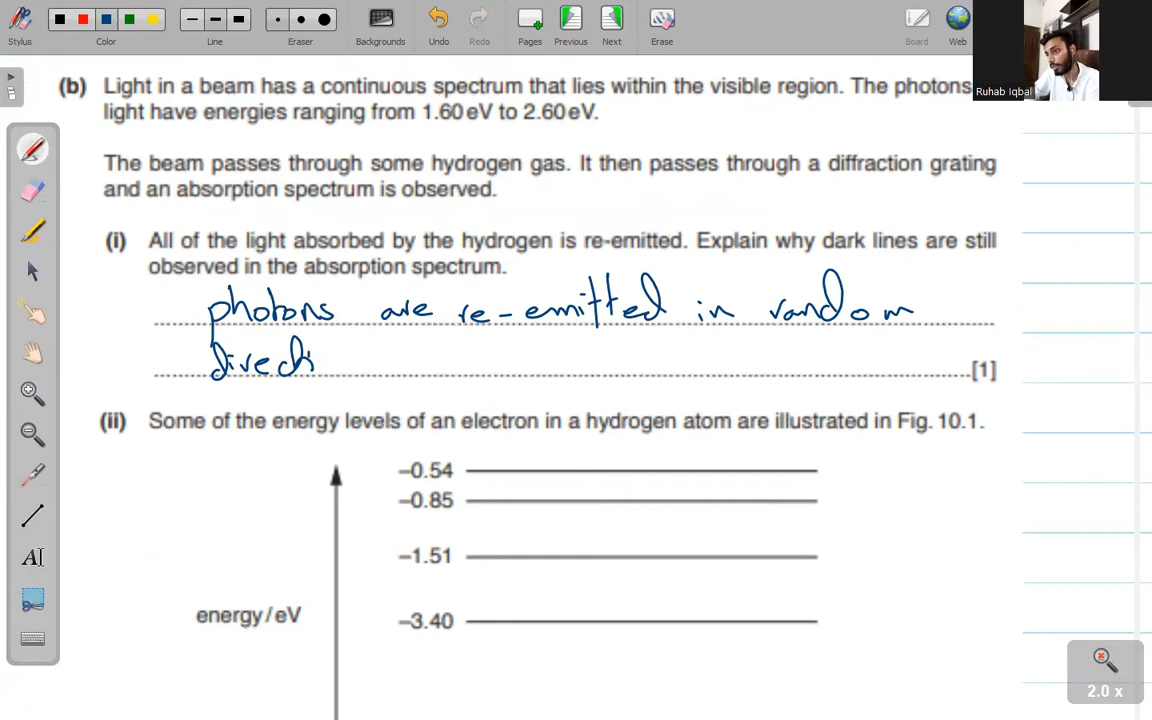 Stylus Color Line Eraser Backgrounds Undo Redo Pages Previous Next Erase Board Web
Ruhab Iqbal
(b) Light in a beam has a continuous spectrum that lies within the visible region. The photons
light have energies ranging from 1.60 eV to 2.60 eV.
The beam passes through some hydrogen gas. It then passes through a diffraction grating
and an absorption spectrum is observed.
(i) All of the light absorbed by the hydrogen is re-emitted. Explain why dark lines are still
observed in the absorption spectrum.
photons are re-emitted in random
directi
[1]
(ii) Some of the energy levels of an electron in a hydrogen atom are illustrated in Fig. 10.1.
–0.54
–0.85
–1.51
energy/eV
–3.40
AI
2.0 x